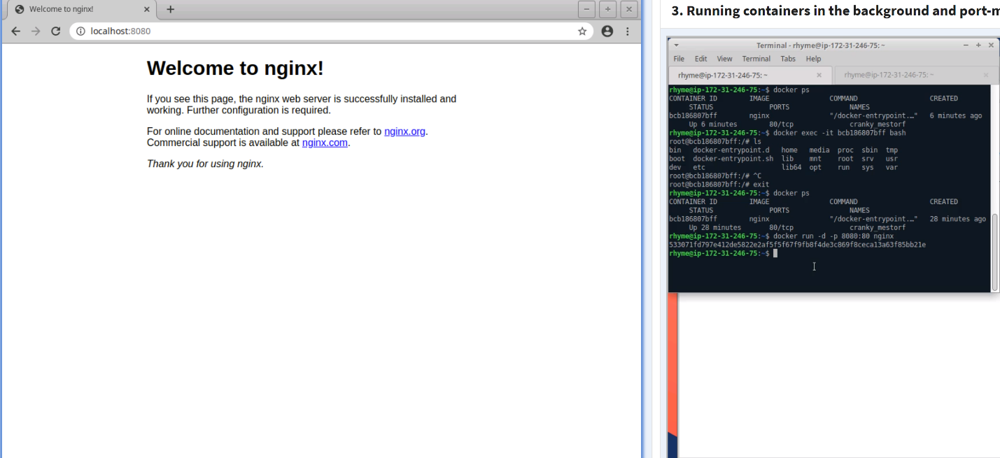 Welcome to nginx!
localhost:8080
Welcome to nginx!
If you see this page, the nginx web server is successfully installed and
working. Further configuration is required.
For online documentation and support please refer to nginx.org.
Commercial support is available at nginx.com.
Thank you for using nginx.
3. Running containers in the background and port-m
Terminal - rhyme@ip-172-31-246-75: ~
File Edit View Terminal Tabs Help
rhyme@ip-172-31-246-75: ~ rhyme@ip-172-31-246-75: ~
rhyme@ip-172-31-246-75:~$ docker ps
CONTAINER ID IMAGE COMMAND CREATED
STATUS PORTS NAMES
bcb186807bff nginx "/docker-entrypoint.…" 6 minutes ago
Up 6 minutes 80/tcp cranky_mestorf
rhyme@ip-172-31-246-75:~$ docker exec -it bcb186807bff bash
root@bcb186807bff:/# ls
bin docker-entrypoint.d home media proc sbin tmp
boot docker-entrypoint.sh lib mnt root srv usr
dev etc lib64 opt run sys var
root@bcb186807bff:/# ^C
root@bcb186807bff:/# exit
rhyme@ip-172-31-246-75:~$ docker ps
CONTAINER ID IMAGE COMMAND CREATED
STATUS PORTS NAMES
bcb186807bff nginx "/docker-entrypoint.…" 28 minutes ago
Up 28 minutes 80/tcp cranky_mestorf
rhyme@ip-172-31-246-75:~$ docker run -d -p 8080:80 nginx
533071fd797e412de5822e2af5f5f67f9fb8f4de3c869f8ceca13a63f85bb21e
rhyme@ip-172-31-246-75:~$